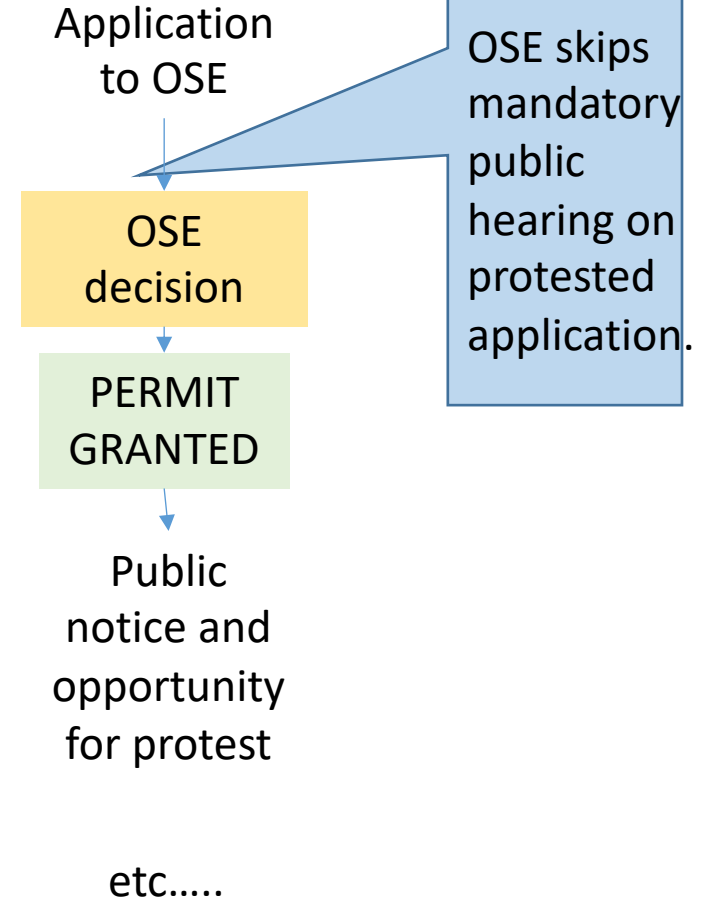 Application
to OSE
OSE skips
mandatory
public
hearing on
protested
application.
OSE
decision
PERMIT
GRANTED
Public
notice and
opportunity
for protest
etc.....